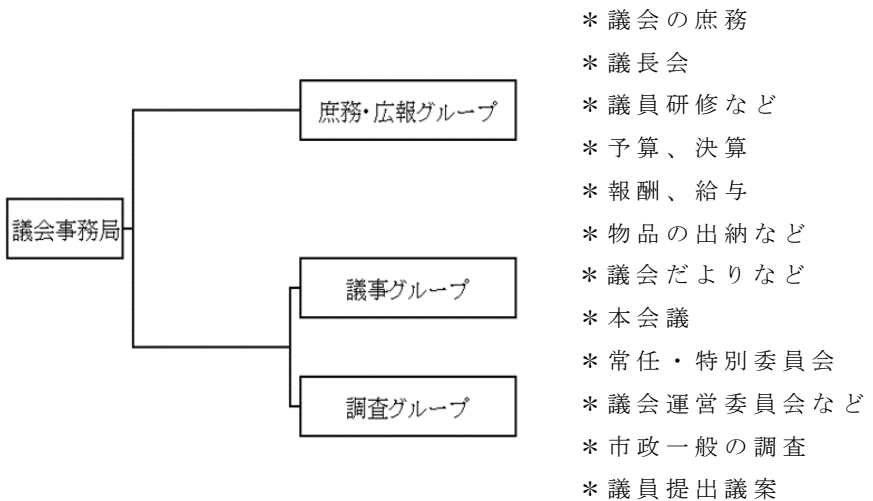 議会事務局
庶務・広報グループ
議事グループ
調査グループ
＊議会の庶務
＊議長会
＊議員研修など
＊予算、決算
＊報酬、給与
＊物品の出納など
＊議会だよりなど
＊本会議
＊常任・特別委員会
＊議会運営委員会など
＊市政一般の調査
＊議員提出議案